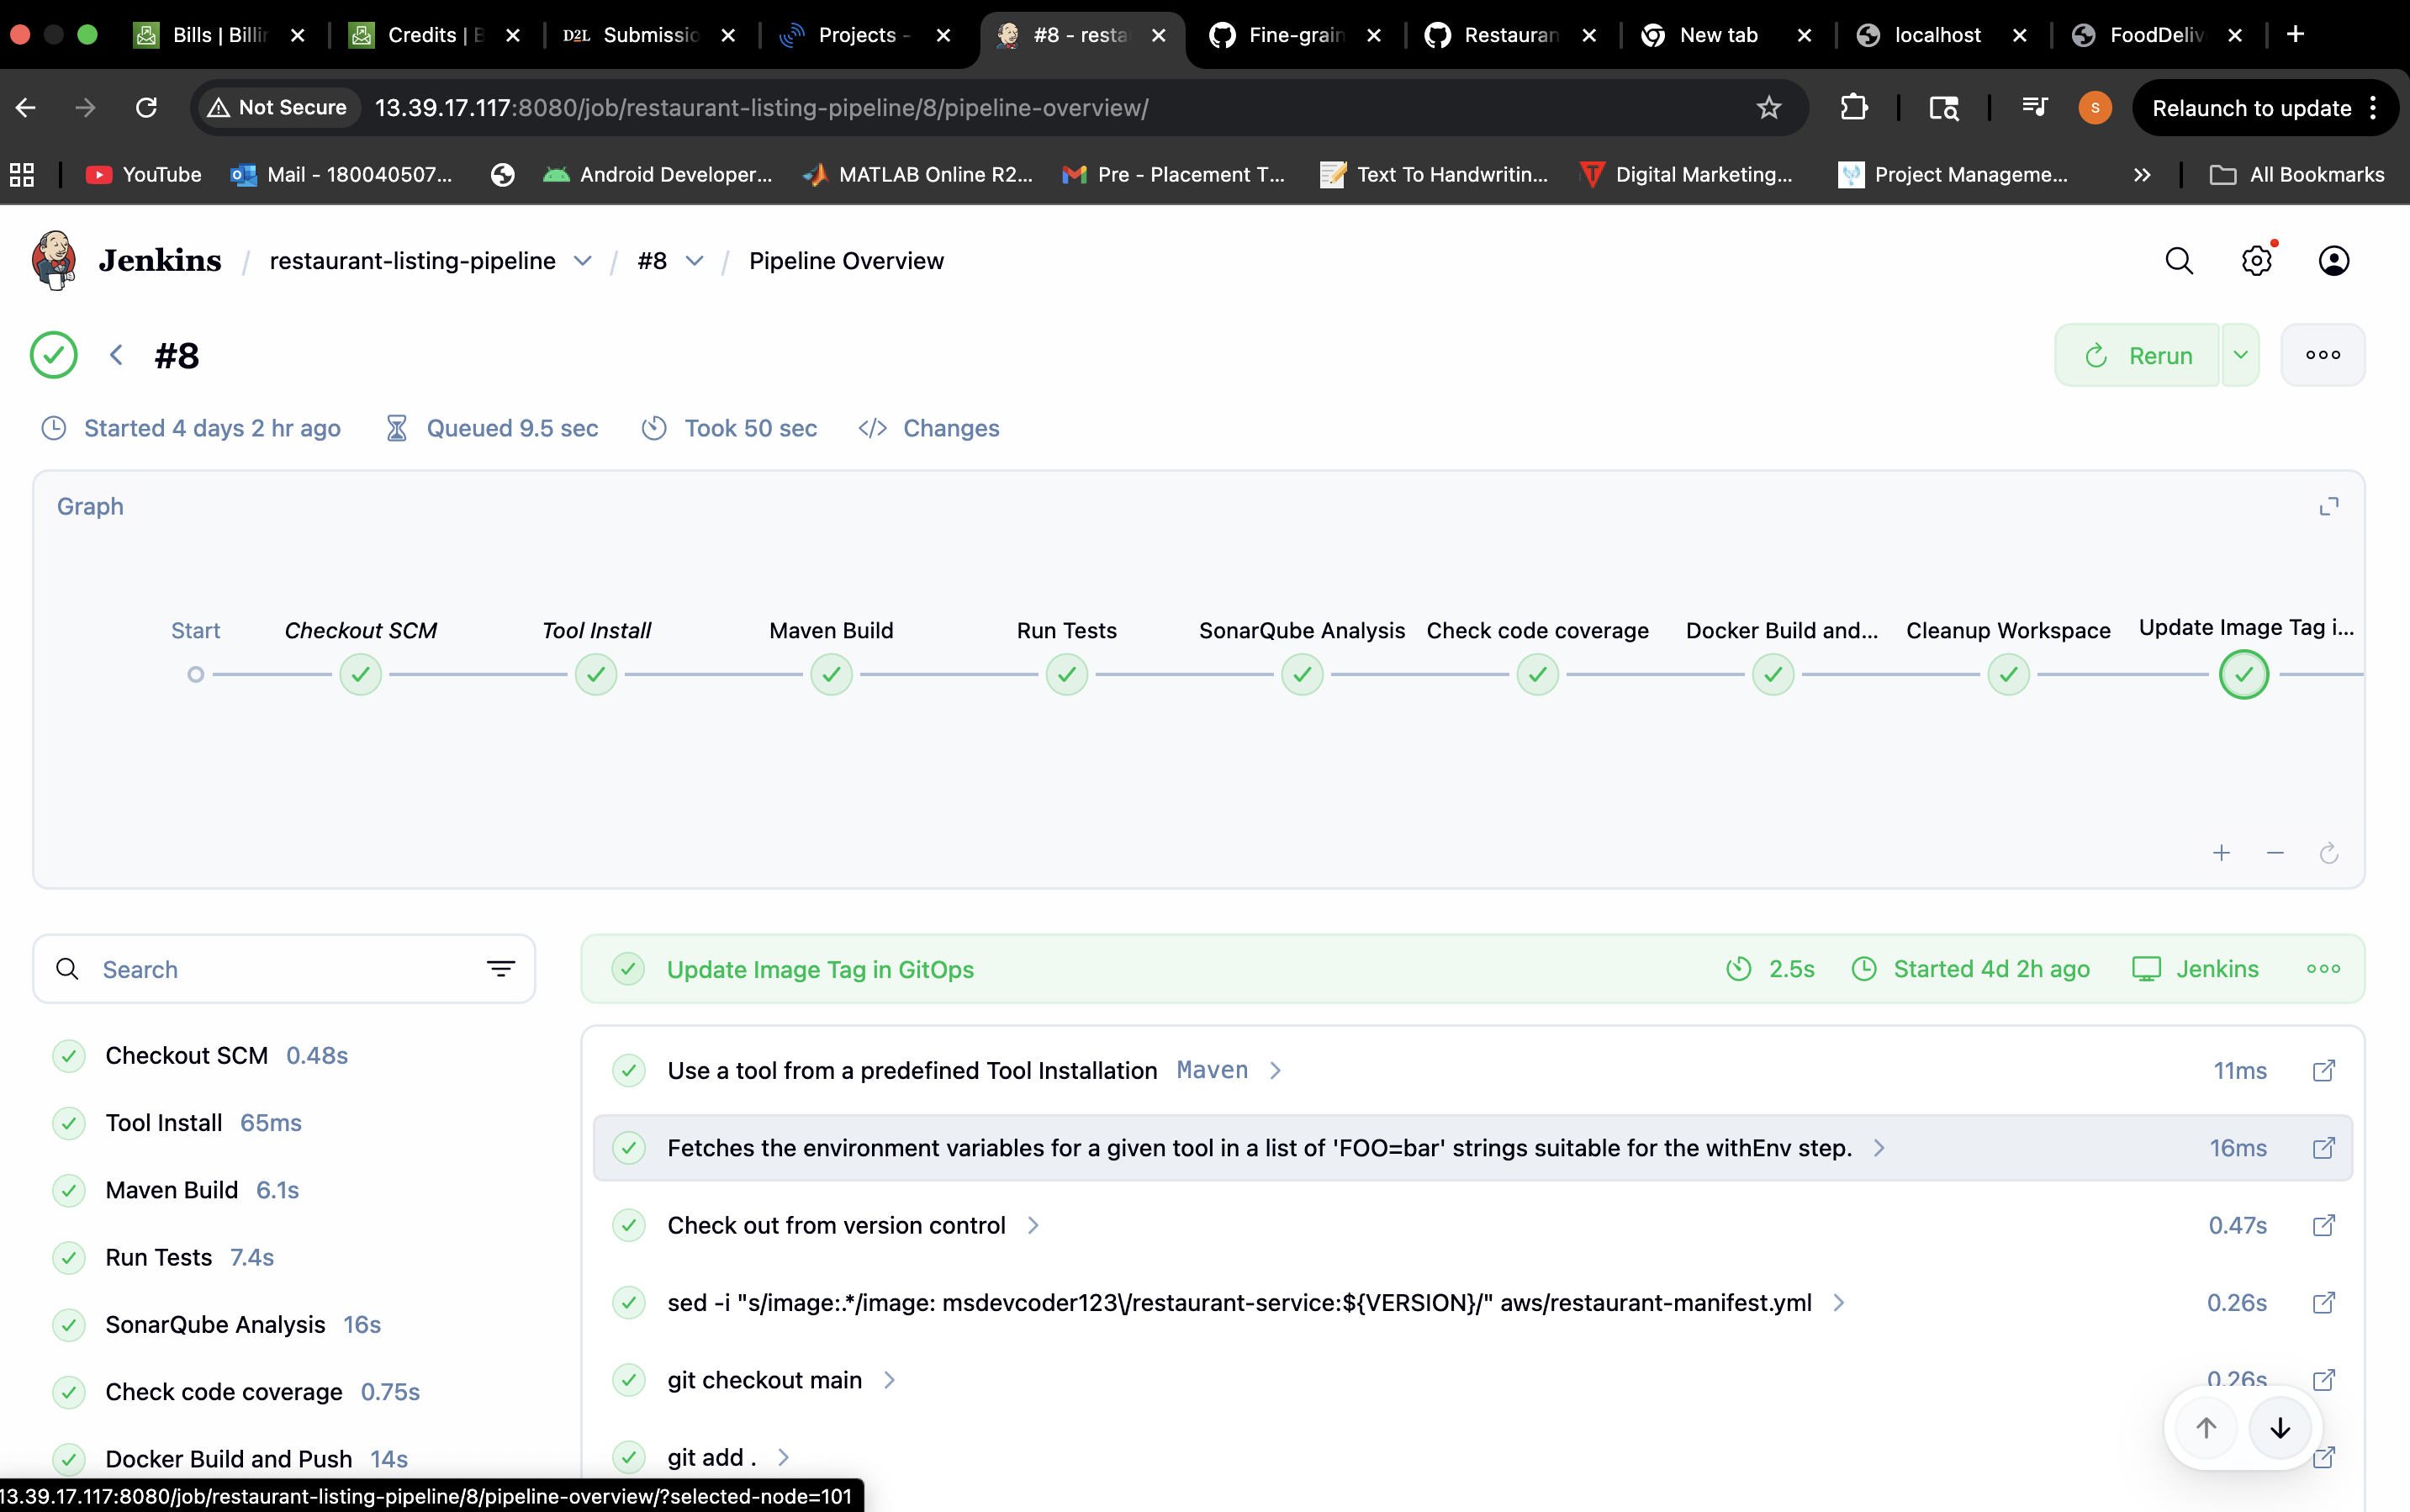 Bills | Billin
Credits | B
D2L Submissio
Projects -
#8 - resta
Fine-grain
Restauran
New tab
localhost
FoodDeliv
Not Secure 13.39.17.117:8080/job/restaurant-listing-pipeline/8/pipeline-overview/
s
Relaunch to update
YouTube
Mail - 180040507...
Android Developer...
MATLAB Online R2...
Pre - Placement T...
Text To Handwritin...
Digital Marketing...
Project Manageme...
All Bookmarks
Jenkins / restaurant-listing-pipeline / #8 / Pipeline Overview
#8
Rerun
Started 4 days 2 hr ago
Queued 9.5 sec
Took 50 sec
Changes
Graph
Start
Checkout SCM
Tool Install
Maven Build
Run Tests
SonarQube Analysis
Check code coverage
Docker Build and...
Cleanup Workspace
Update Image Tag i...
Search
Checkout SCM 0.48s
Tool Install 65ms
Maven Build 6.1s
Run Tests 7.4s
SonarQube Analysis 16s
Check code coverage 0.75s
Docker Build and Push 14s
Update Image Tag in GitOps 2.5s Started 4d 2h ago Jenkins
Use a tool from a predefined Tool Installation Maven 11ms
Fetches the environment variables for a given tool in a list of 'FOO=bar' strings suitable for the withEnv step. 16ms
Check out from version control 0.47s
sed -i "s/image:.*/image: msdevcoder123\/restaurant-service:${VERSION}/" aws/restaurant-manifest.yml 0.26s
git checkout main 0.26s
git add .
13.39.17.117:8080/job/restaurant-listing-pipeline/8/pipeline-overview/?selected-node=101